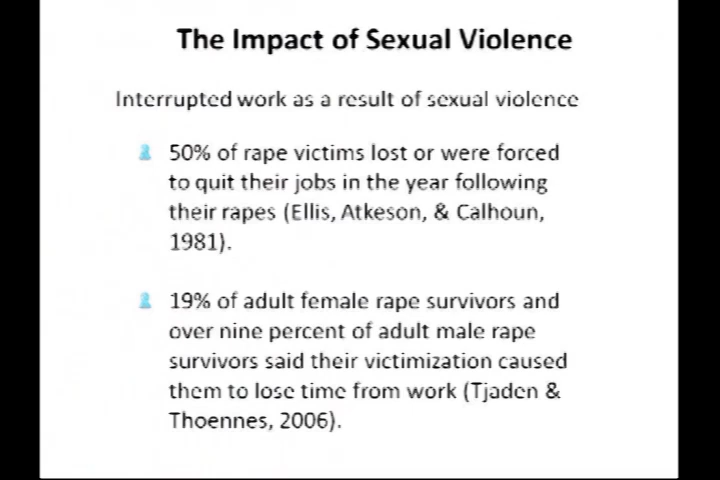 The Impact of Sexual Violence
Interrupted work as a result of sexual violence
50% of rape victims lost or were forced
to quit their jobs in the year following
their rapes (Ellis, Atkeson, & Calhoun,
1981).
19% of adult female rape survivors and
over nine percent of adult male rape
survivors said their victimization caused
them to lose time from work (Tjaden &
Thoennes, 2006).